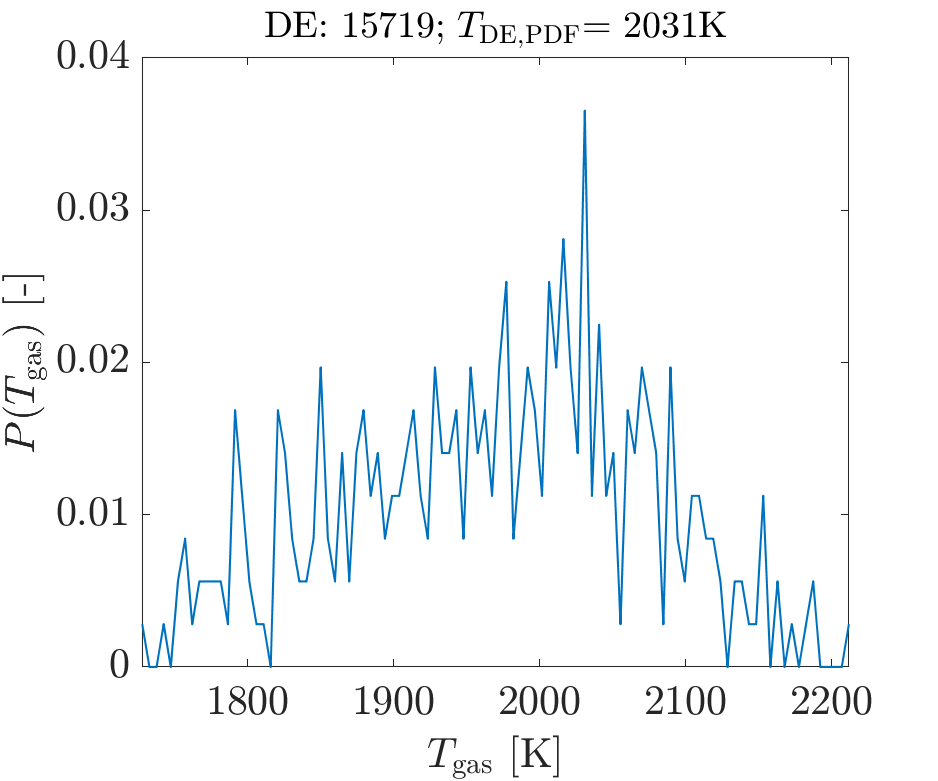 DE: 15719; T_DE,PDF= 2031K
0.04
0.03
0.02
0.01
0
P(T_gas) [-]
1800 1900 2000 2100 2200
T_gas [K]